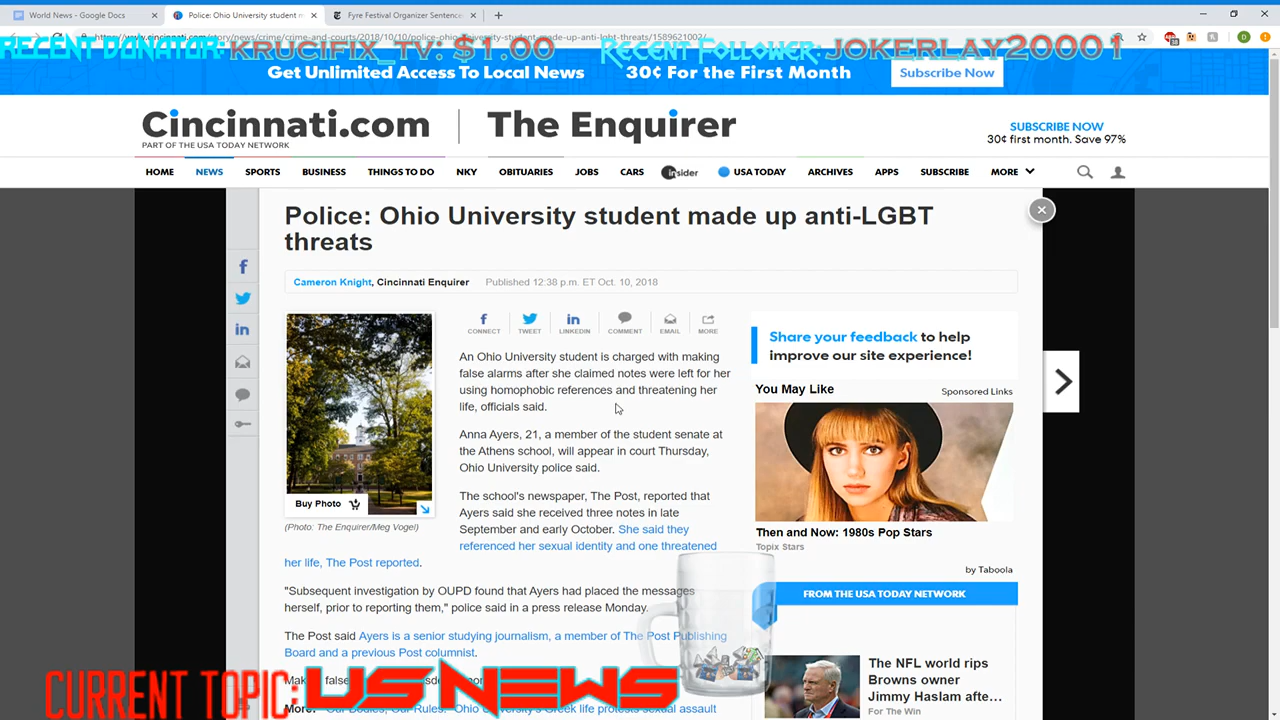 World News - Google Docs
Police: Ohio University student m
Fyre Festival Organizer Sentence
RECENT DONATOR: KRUCIFIX_TV: $1.00
RECENT FOLLOWER: JOKERLAY20001
Get Unlimited Access To Local News
30¢ For the First Month
Subscribe Now
Cincinnati.com
PART OF THE USA TODAY NETWORK
The Enquirer
SUBSCRIBE NOW
30¢ first month. Save 97%
HOME NEWS SPORTS BUSINESS THINGS TO DO NKY OBITUARIES JOBS CARS Insider USA TODAY ARCHIVES APPS SUBSCRIBE MORE
Police: Ohio University student made up anti-LGBT
threats
Cameron Knight, Cincinnati Enquirer Published 12:38 p.m. ET Oct. 10, 2018
CONNECT TWEET LINKEDIN COMMENT EMAIL MORE
An Ohio University student is charged with making
false alarms after she claimed notes were left for her
using homophobic references and threatening her
life, officials said.
Anna Ayers, 21, a member of the student senate at
the Athens school, will appear in court Thursday,
Ohio University police said.
Buy Photo
(Photo: The Enquirer/Meg Vogel)
The school's newspaper, The Post, reported that
Ayers said she received three notes in late
September and early October. She said they
referenced her sexual identity and one threatened
her life, The Post reported.
"Subsequent investigation by OUPD found that Ayers had placed the messages
herself, prior to reporting them," police said in a press release Monday.
The Post said Ayers is a senior studying journalism, a member of The Post Publishing
Board and a previous Post columnist.
More: "Our Bodies, Our Rules:" Ohio University's Greek life protests sexual assault
Share your feedback to help
improve our site experience!
You May Like
Sponsored Links
Then and Now: 1980s Pop Stars
Topix Stars
by Taboola
FROM THE USA TODAY NETWORK
The NFL world rips
Browns owner
Jimmy Haslam afte...
For The Win
CURRENT TOPIC: US NEWS